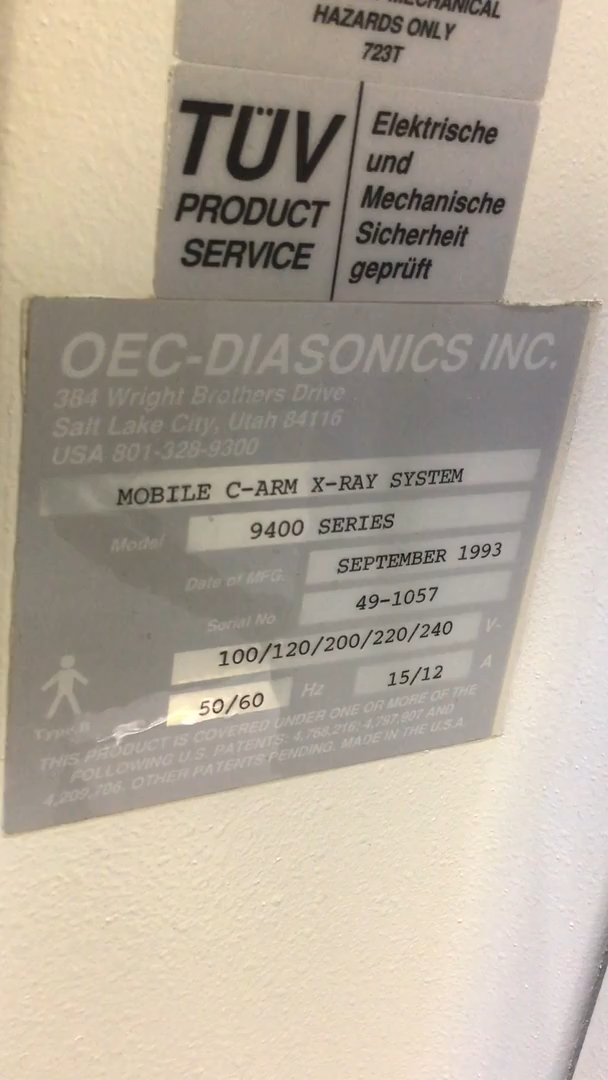 MECHANICAL
HAZARDS ONLY
723T
TÜV
PRODUCT
SERVICE
Elektrische
und
Mechanische
Sicherheit
geprüft
OEC-DIASONICS INC.
384 Wright Brothers Drive
Salt Lake City, Utah 84116
USA 801-328-9300
MOBILE C-ARM X-RAY SYSTEM
Model 9400 SERIES
Date of MFG. SEPTEMBER 1993
Serial No. 49-1057
100/120/200/220/240 V~
50/60 Hz 15/12 A
Type B
THIS PRODUCT IS COVERED UNDER ONE OR MORE OF THE
FOLLOWING U.S. PATENTS: 4,768,216; 4,797,907 AND
4,209,706. OTHER PATENTS PENDING. MADE IN THE U.S.A.